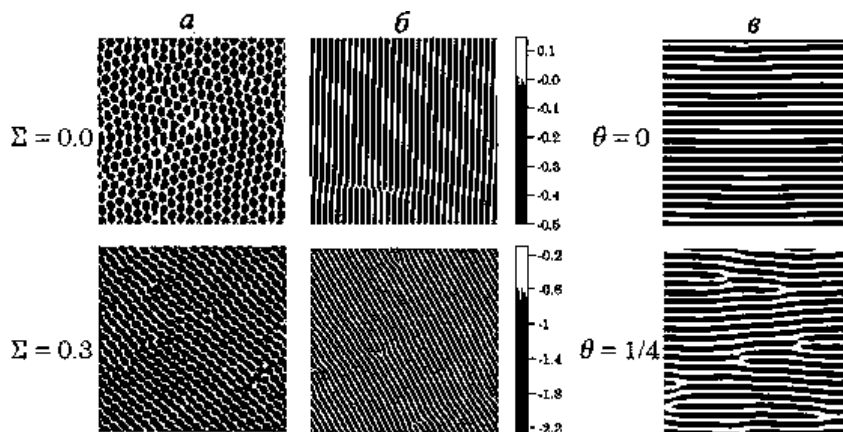 а б в
Σ = 0.0
0.1
-0.0
-0.1
-0.2
-0.3
-0.4
-0.5
θ = 0
Σ = 0.3
-0.2
-0.6
-1
-1.4
-1.8
-2.2
θ = 1/4